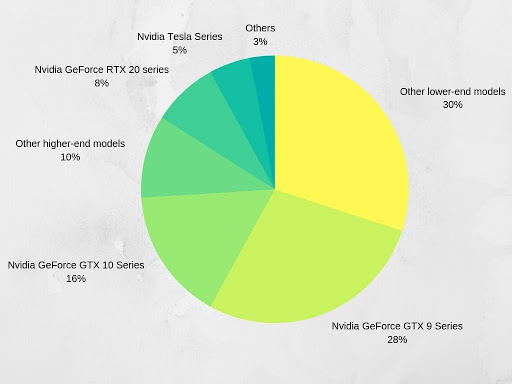 Others
3%
Other lower-end models
30%
Nvidia GeForce GTX 9 Series
28%
Nvidia GeForce GTX 10 Series
16%
Other higher-end models
10%
Nvidia GeForce RTX 20 series
8%
Nvidia Tesla Series
5%